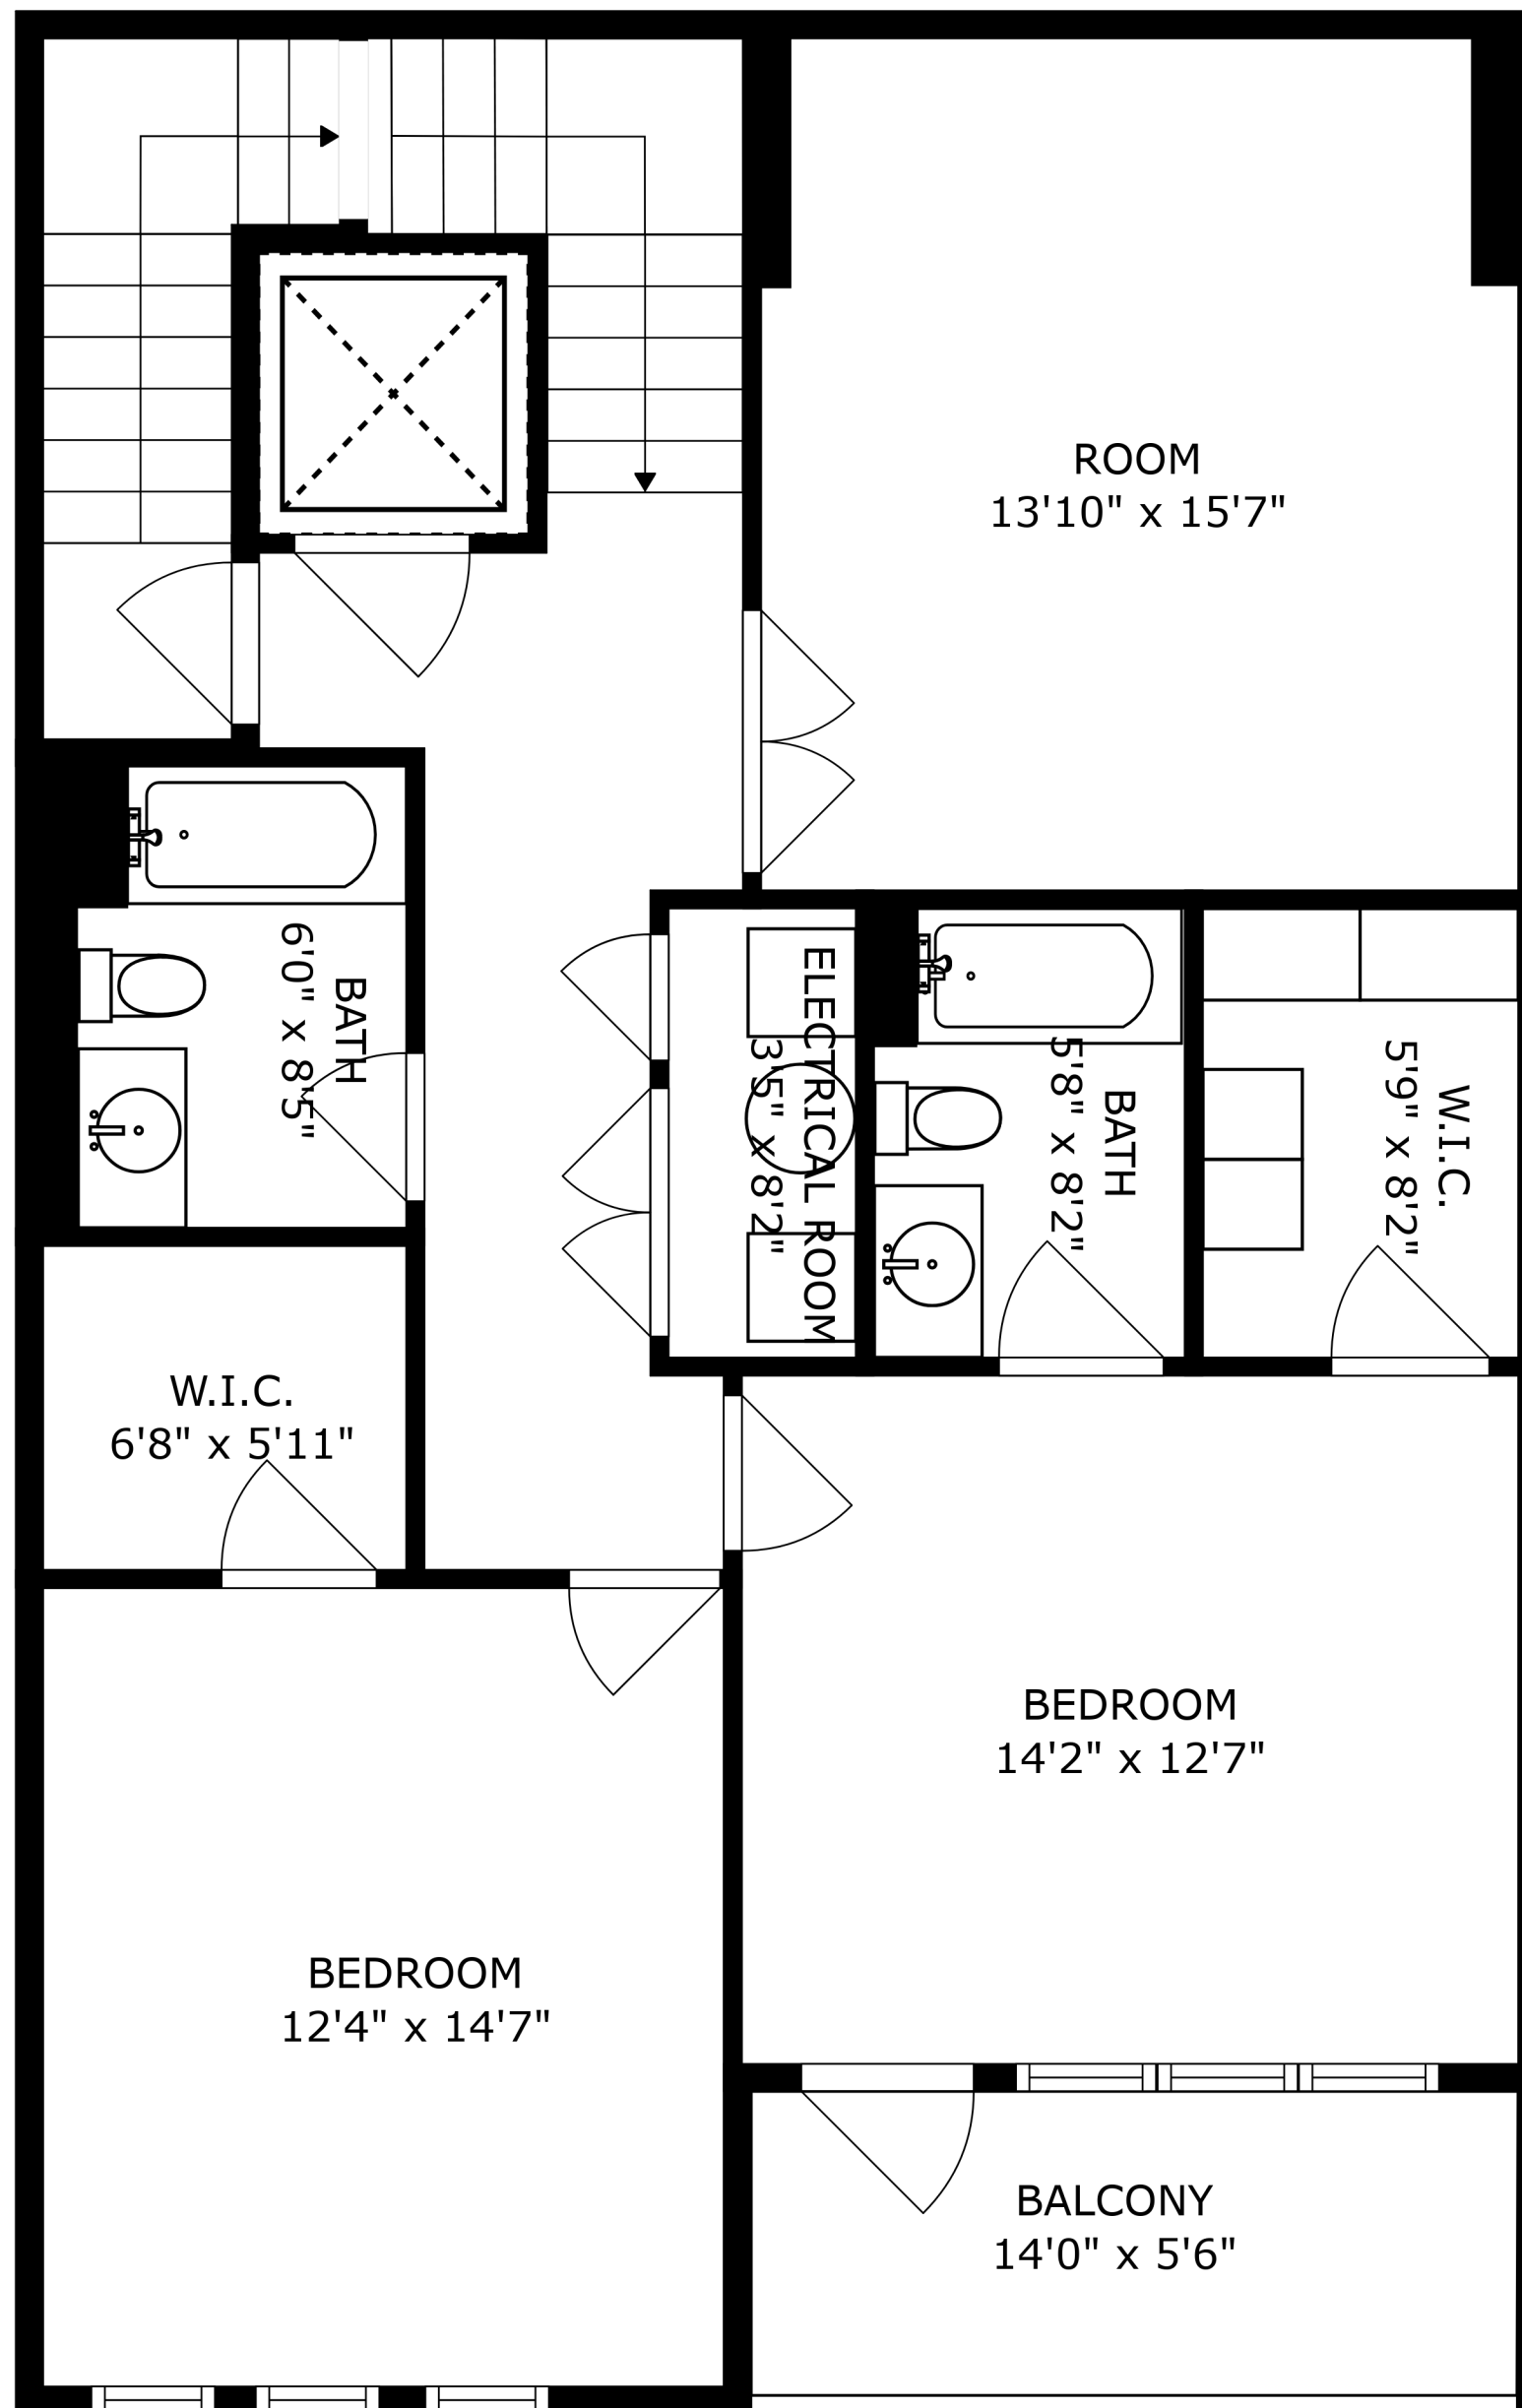 ROOM
13'10" x 15'7"
BATH
6'0" x 8'5"
ELECTRICAL ROOM
3'5" x 8'2"
BATH
5'8" x 8'2"
W.I.C.
5'9" x 8'2"
W.I.C.
6'8" x 5'11"
BEDROOM
14'2" x 12'7"
BEDROOM
12'4" x 14'7"
BALCONY
14'0" x 5'6"